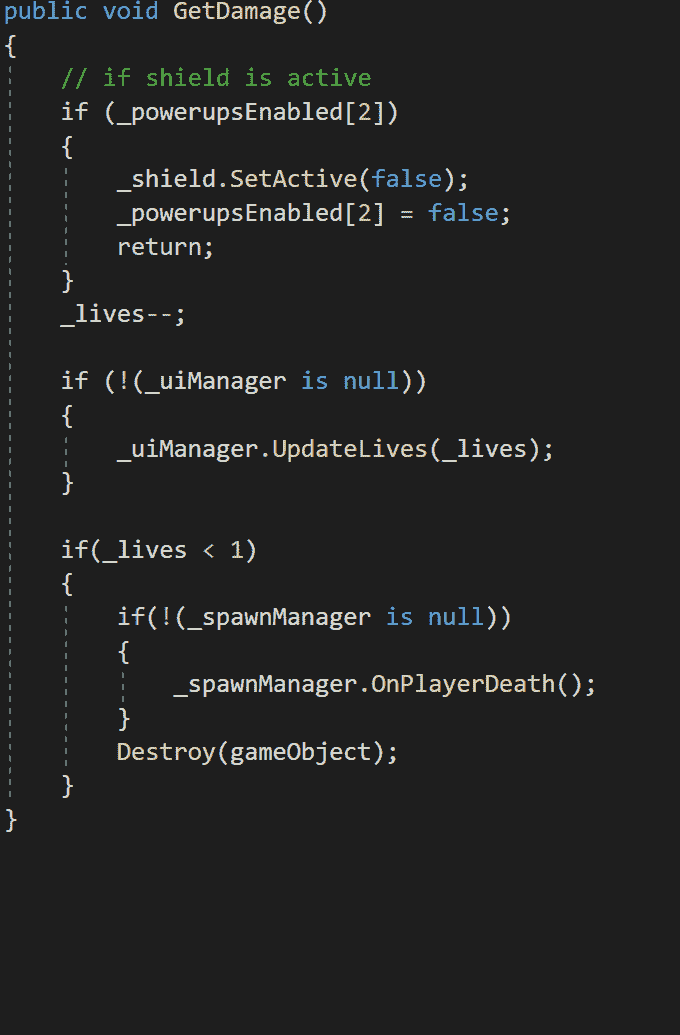 public void GetDamage()
{
    // if shield is active
    if (_powerupsEnabled[2])
    {
        _shield.SetActive(false);
        _powerupsEnabled[2] = false;
        return;
    }
    _lives--;

    if (!(_uiManager is null))
    {
        _uiManager.UpdateLives(_lives);
    }

    if(_lives < 1)
    {
        if(!(_spawnManager is null))
        {
            _spawnManager.OnPlayerDeath();
        }
        Destroy(gameObject);
    }
}